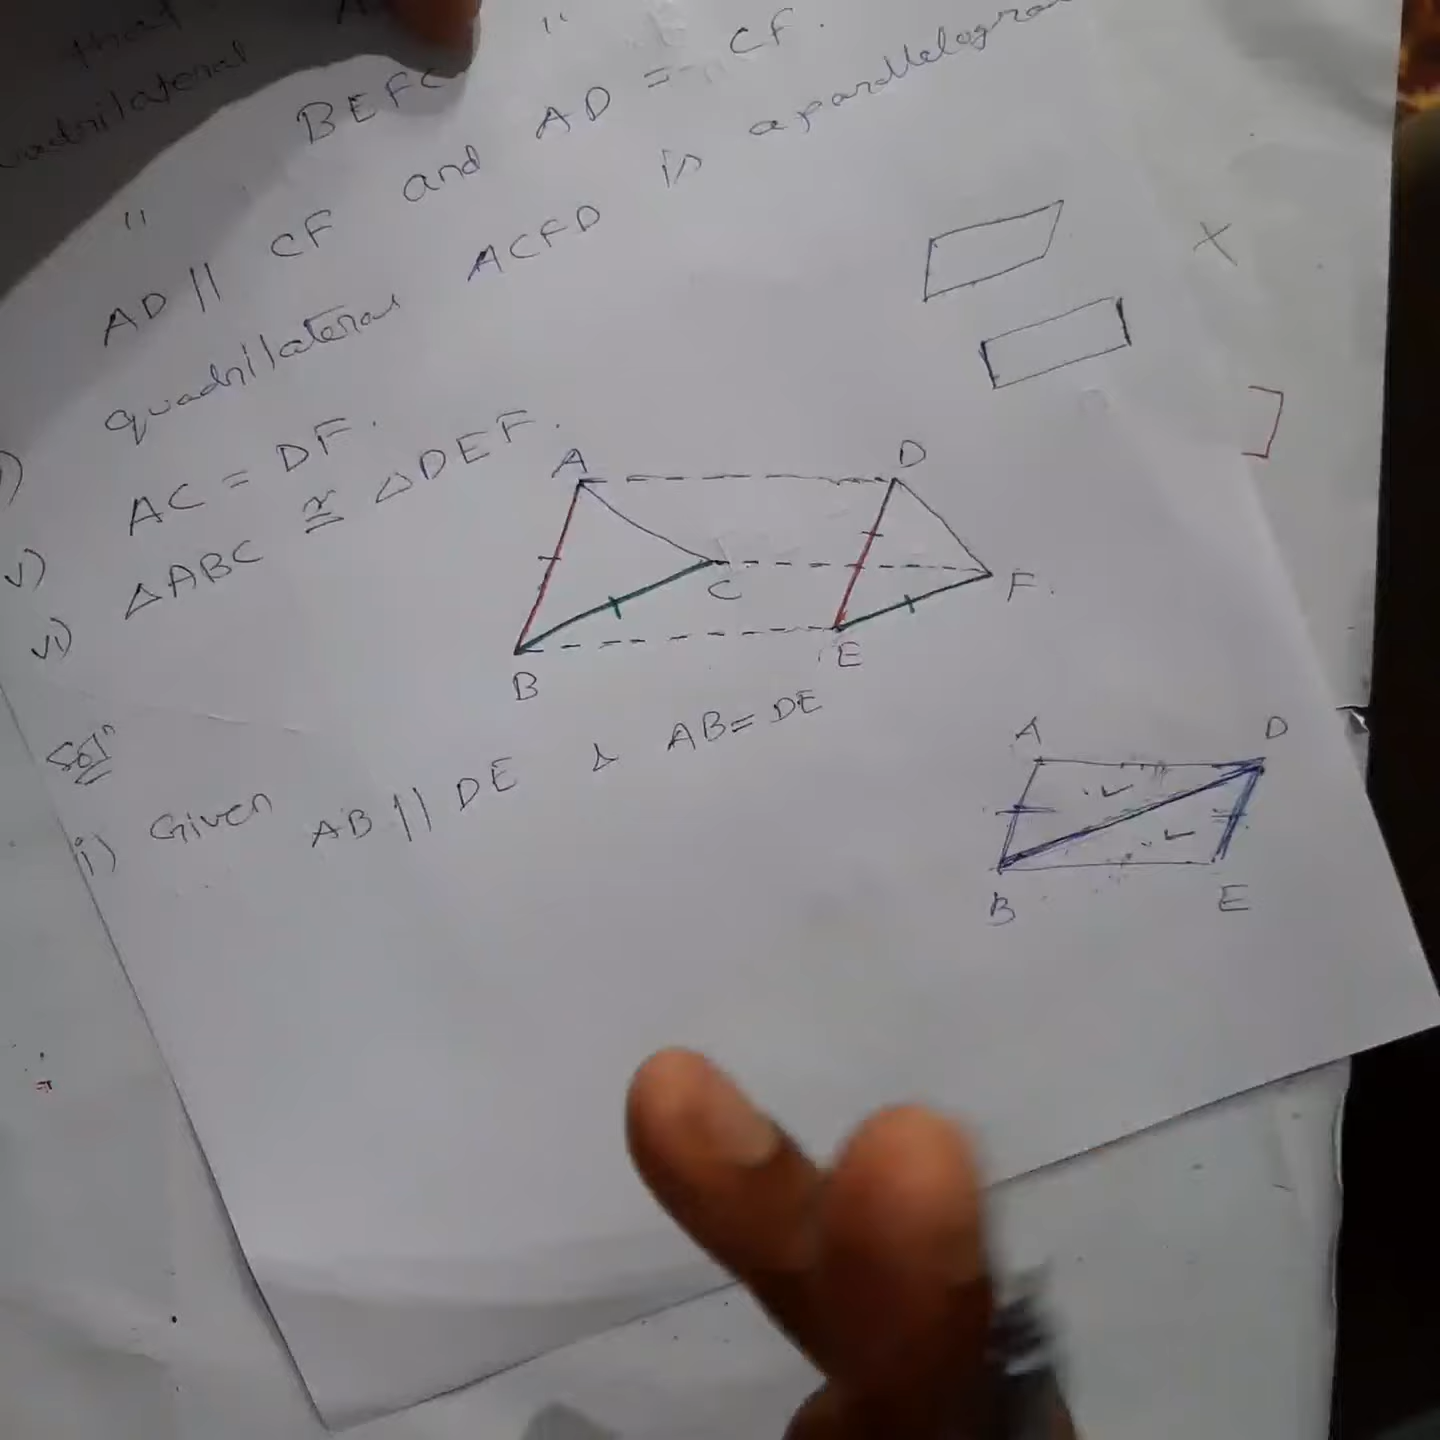 that
quadrilateral
" BEFC "
AD || CF and AD = CF.
quadrilateral ACFD is a parallelogram
v) AC = DF.
vi) △ABC ≅ △DEF.
A D
C F.
B E
Solⁿ
i) Given AB || DE & AB = DE
A D
B E